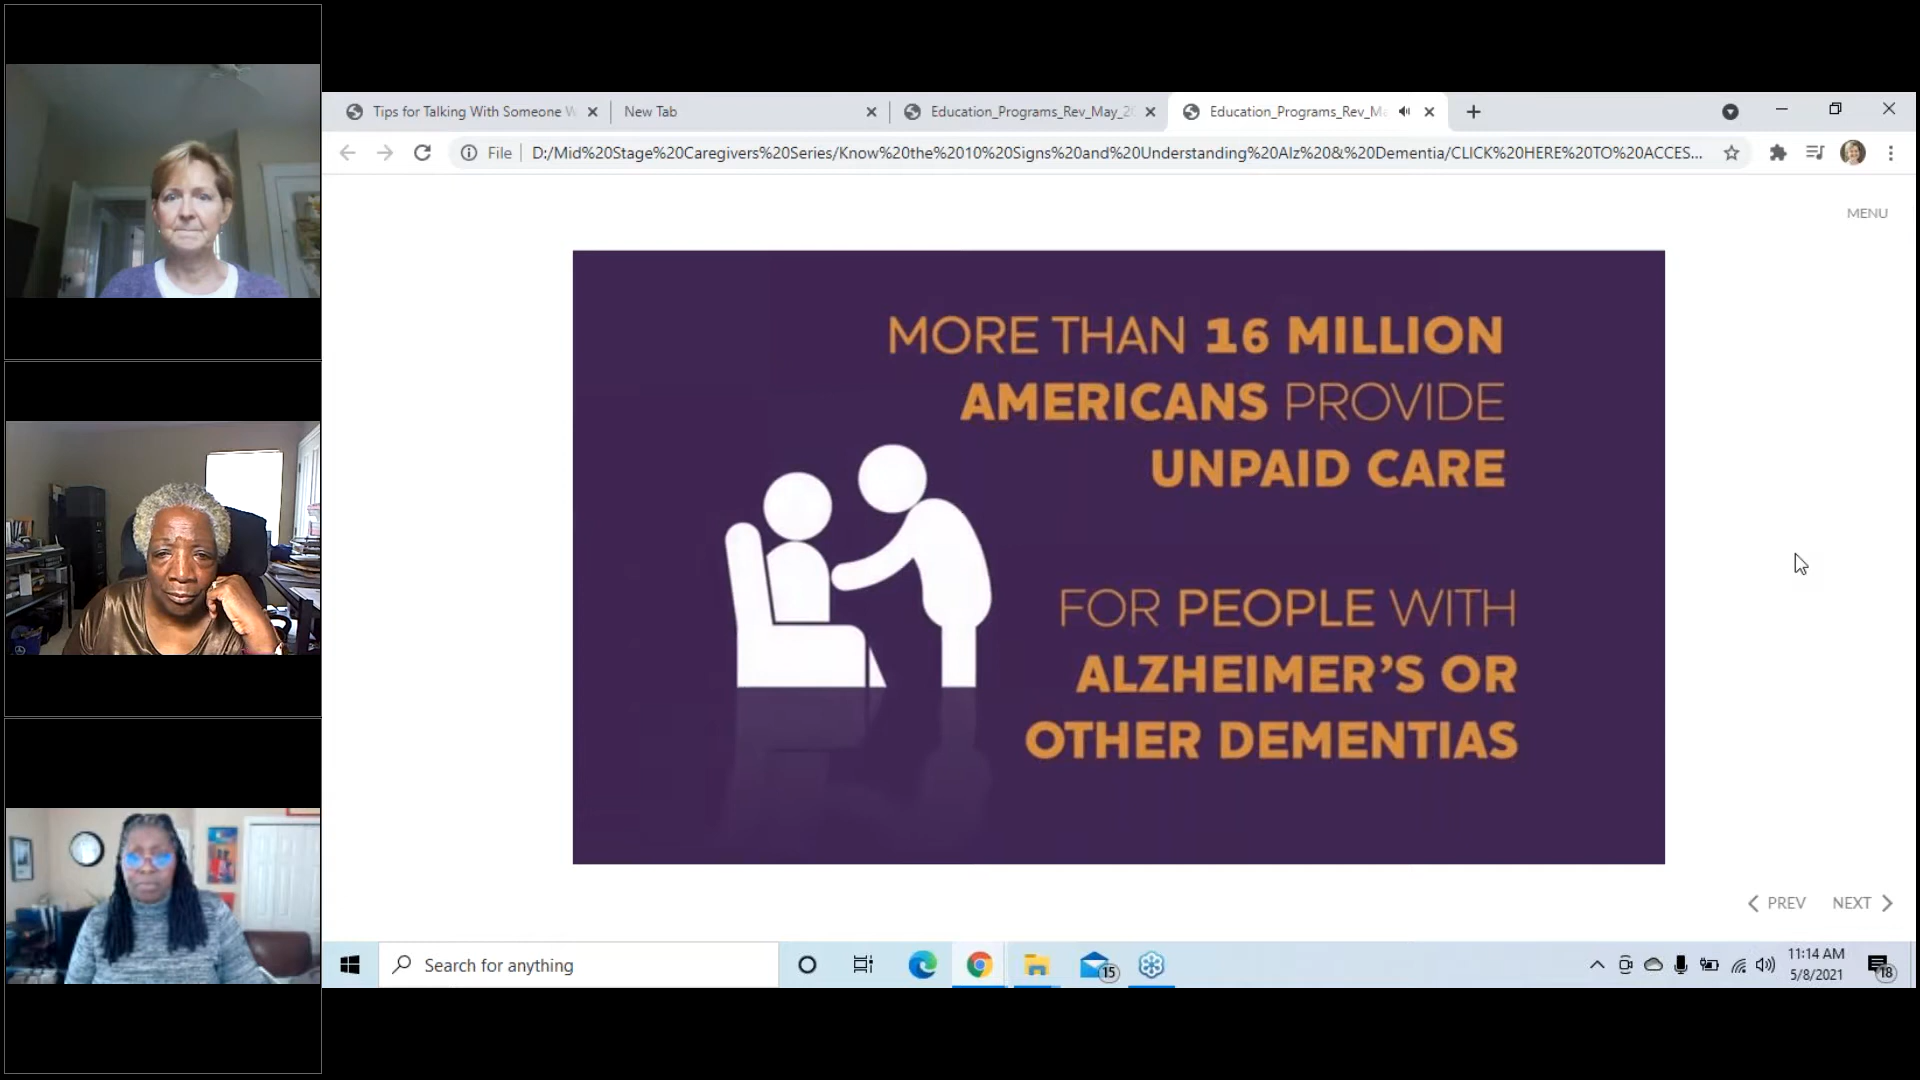 Tips for Talking With Someone W
New Tab
Education_Programs_Rev_May_2
Education_Programs_Rev_Ma
File
D:/Mid%20Stage%20Caregivers%20Series/Know%20the%2010%20Signs%20and%20Understanding%20Alz%20&%20Dementia/CLICK%20HERE%20TO%20ACCES...
MENU
MORE THAN 16 MILLION
AMERICANS PROVIDE
UNPAID CARE
FOR PEOPLE WITH
ALZHEIMER'S OR
OTHER DEMENTIAS
PREV NEXT
Search for anything
15
11:14 AM
5/8/2021
18